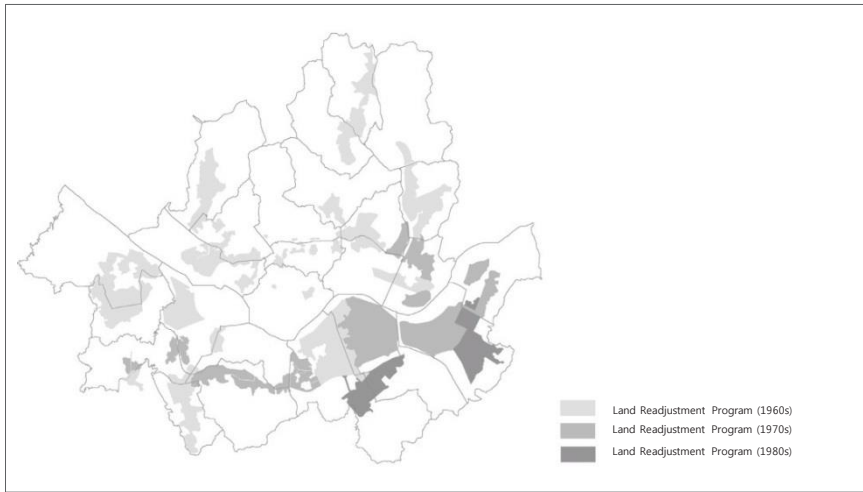 Land Readjustment Program (1960s)
Land Readjustment Program (1970s)
Land Readjustment Program (1980s)